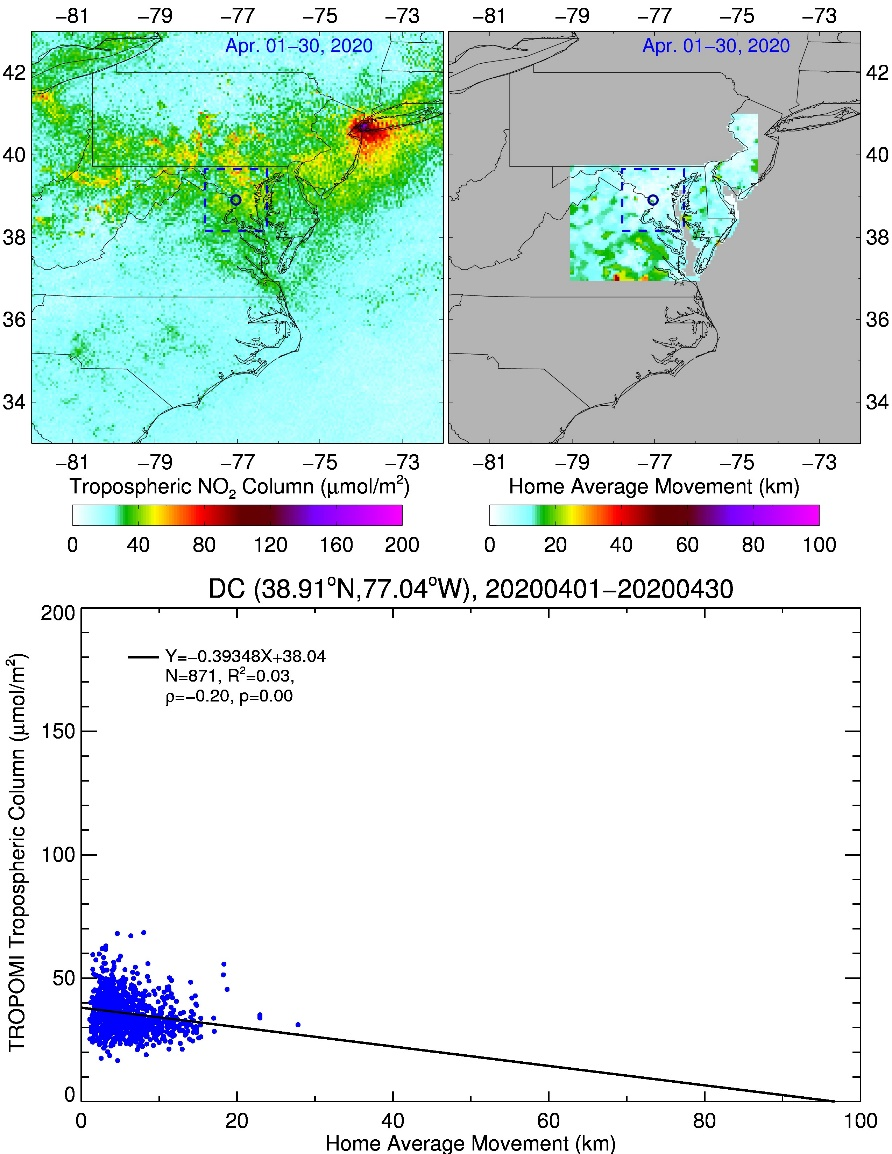 −81 −79 −77 −75 −73 −81 −79 −77 −75 −73
Apr. 01−30, 2020 Apr. 01−30, 2020
42 42
40 40
38 38
36 36
34 34
−81 −79 −77 −75 −73 −81 −79 −77 −75 −73
Tropospheric NO₂ Column (μmol/m²) Home Average Movement (km)
0 40 80 120 160 200 0 20 40 60 80 100
DC (38.91°N,77.04°W), 20200401−20200430
200
Y=−0.39348X+38.04
N=871, R²=0.03,
ρ=−0.20, p=0.00
150
100
50
0
TROPOMI Tropospheric Column (μmol/m²)
0 20 40 60 80 100
Home Average Movement (km)